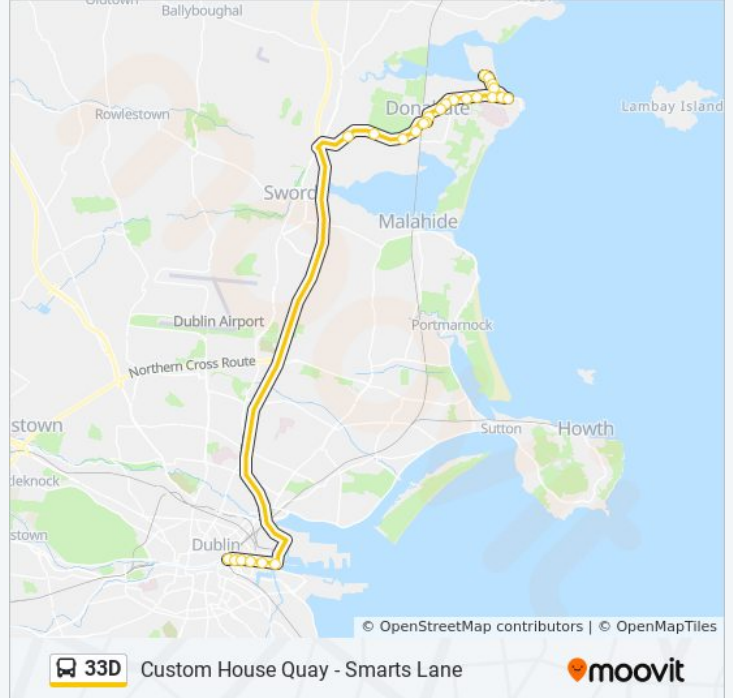 Oldtown
Ballyboughal
Rowlestown
Donabate
Lambay Island
Swords
Malahide
Dublin Airport
Portmarnock
Northern Cross Route
stown
Sutton
Howth
leknock
stown
Dublin
© OpenStreetMap contributors | © OpenMapTiles
33D Custom House Quay - Smarts Lane
moovit